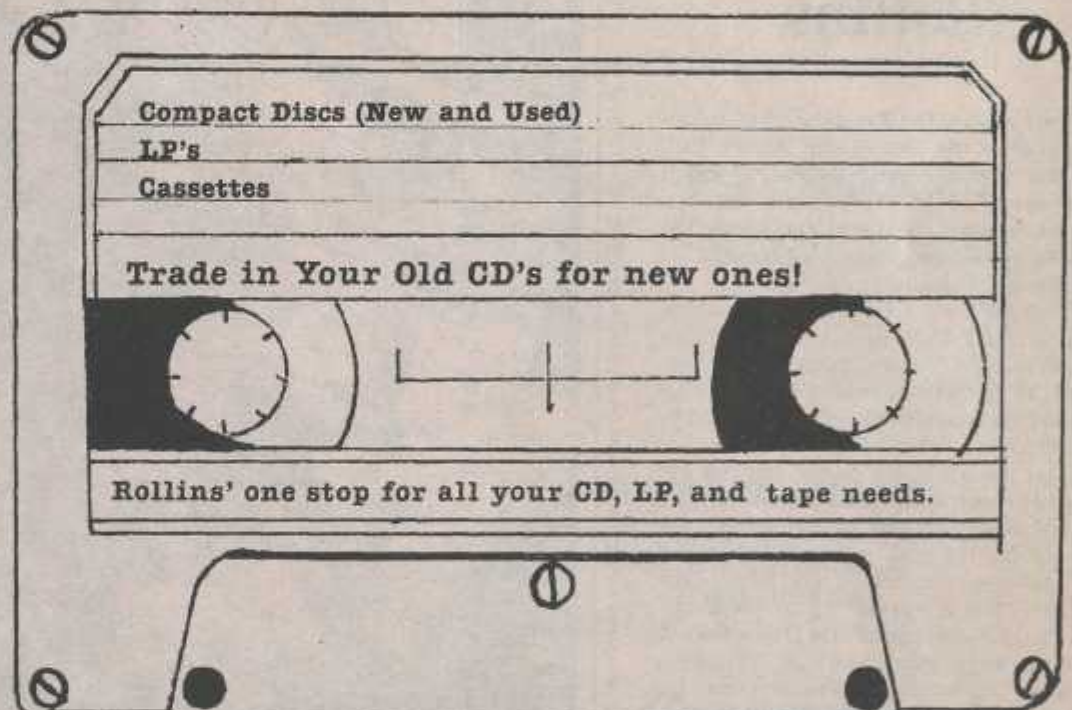 Compact Discs (New and Used)
LP's
Cassettes
Trade in Your Old CD's for new ones!
Rollins' one stop for all your CD, LP, and tape needs.